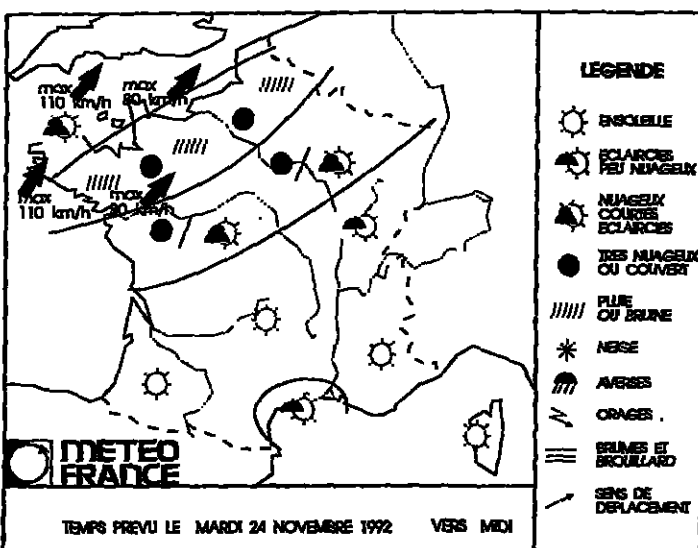 max
110 km/h
max
80 km/h
max
110 km/h
max
80 km/h
METEO
FRANCE
TEMPS PREVU LE MARDI 24 NOVEMBRE 1992 VERS MIDI
LEGENDE
ENSOLEILLE
ECLAIRCIES
PEU NUAGEUX
NUAGEUX
COURTES
ECLAIRCIES
TRES NUAGEUX
OU COUVERT
PLUIE
OU BRUINE
NEIGE
AVERSES
ORAGES
BRUMES ET
BROUILLARD
SENS DE
DEPLACEMENT